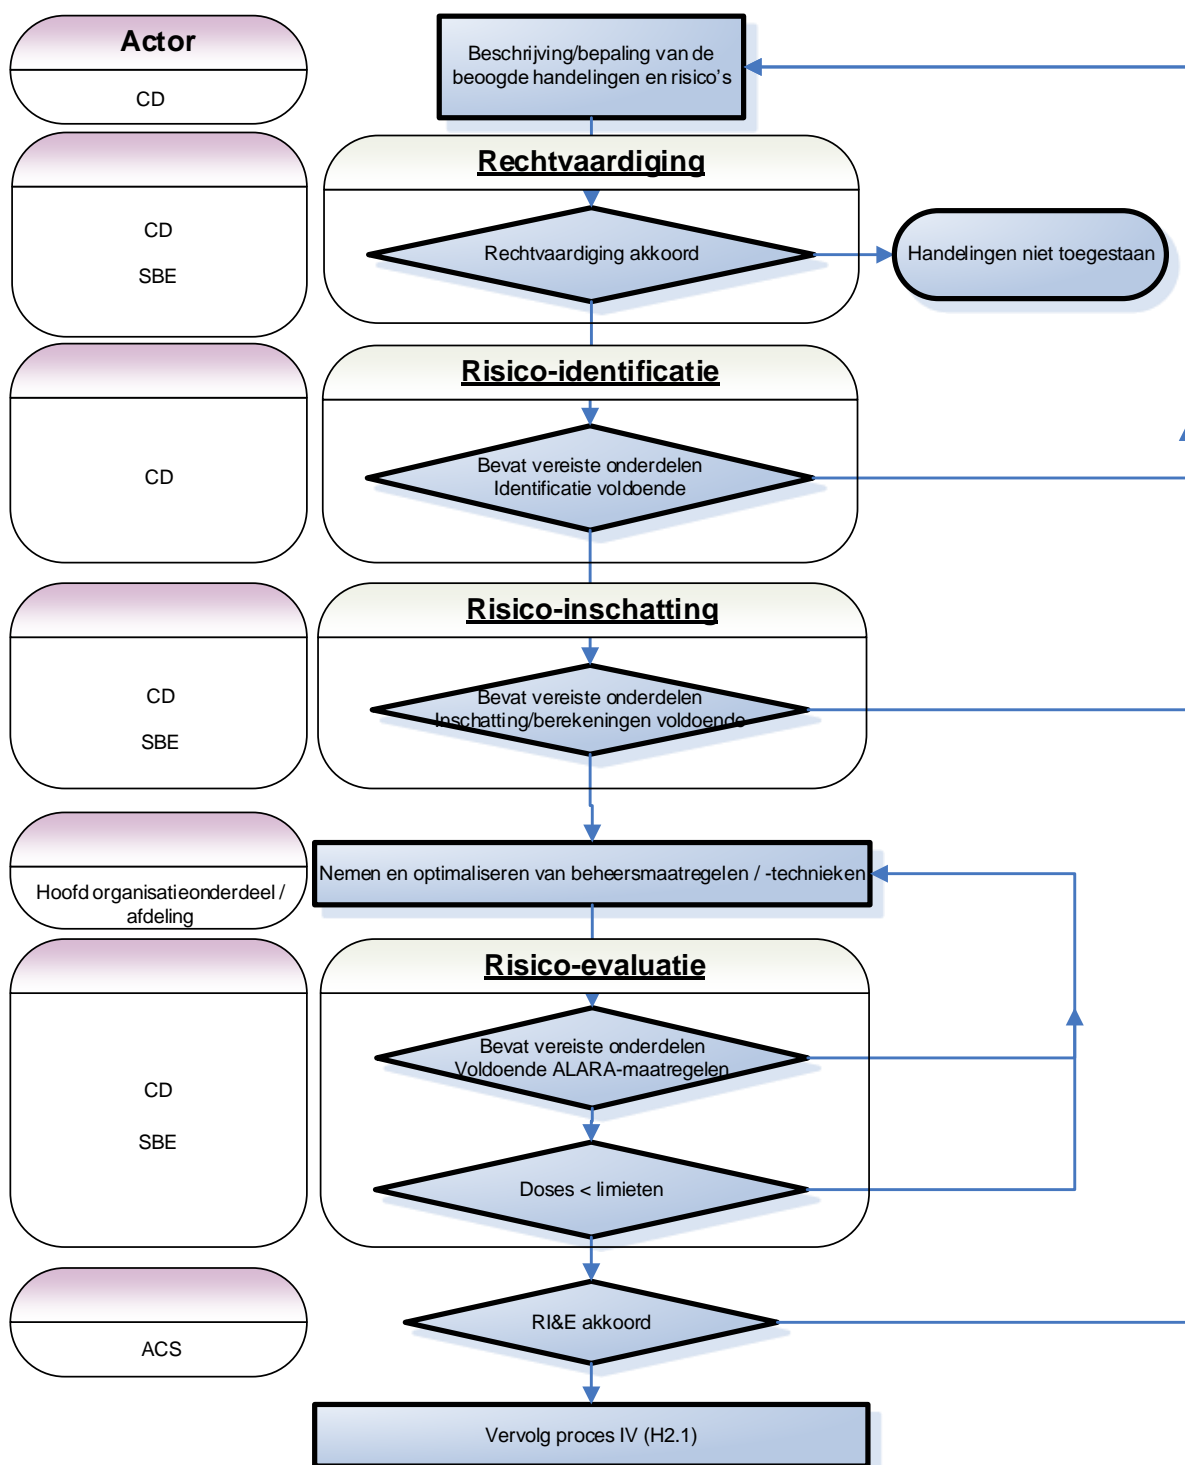 Actor
CD
Beschrijving/bepaling van de
beoogde handelingen en risico's
Rechtvaardiging
CD
SBE
Rechtvaardiging akkoord
Handelingen niet toegestaan
Risico-identificatie
CD
Bevat vereiste onderdelen
Identificatie voldoende
Risico-inschatting
CD
SBE
Bevat vereiste onderdelen
Inschatting/berekeningen voldoende
Hoofd organisatieonderdeel /
afdeling
Nemen en optimaliseren van beheersmaatregelen / -technieken
Risico-evaluatie
CD
SBE
Bevat vereiste onderdelen
Voldoende ALARA-maatregelen
Doses < limieten
ACS
RI&E akkoord
Vervolg proces IV (H2.1)